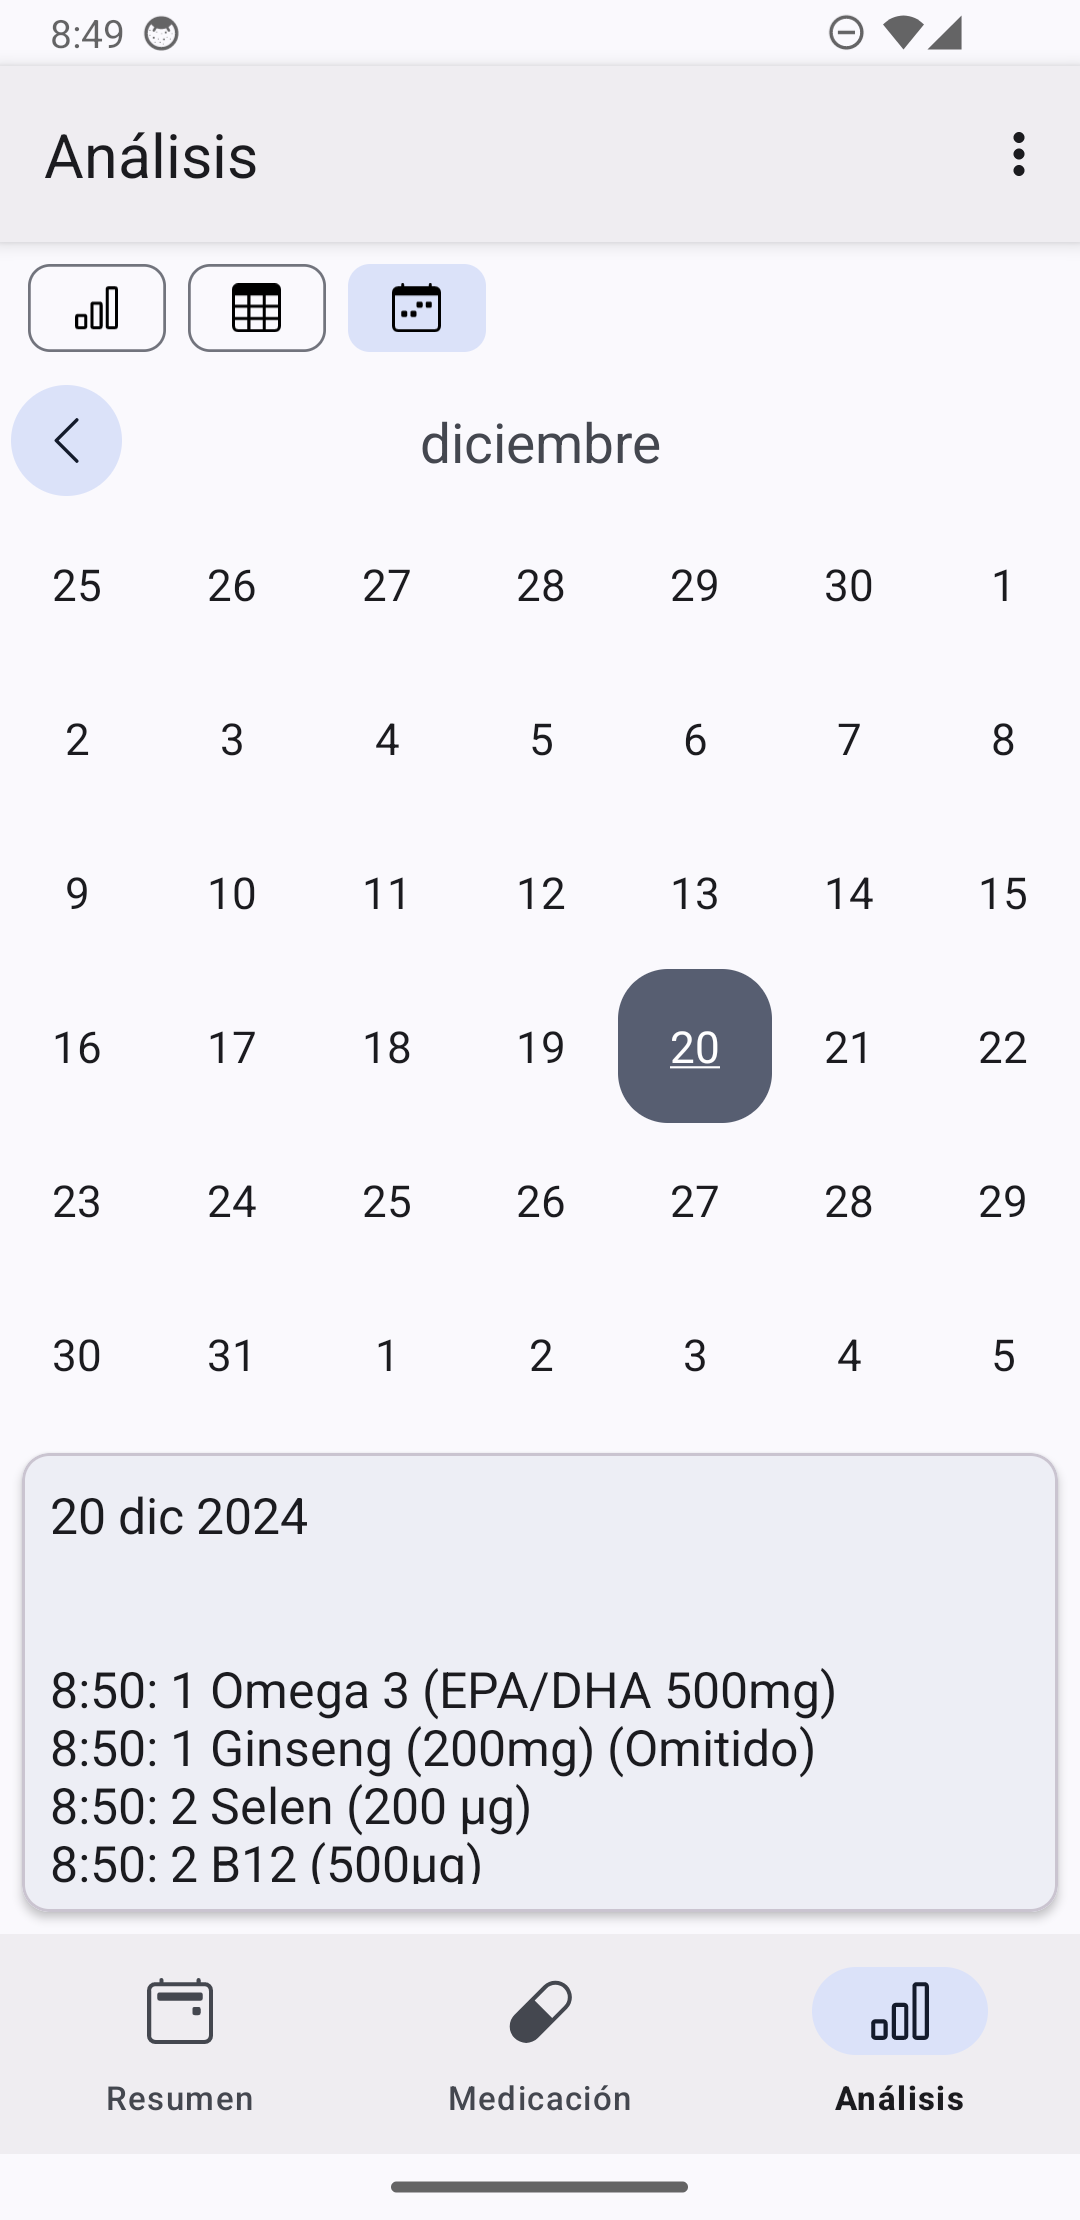 8:49
Análisis
diciembre
25 26 27 28 29 30 1
2 3 4 5 6 7 8
9 10 11 12 13 14 15
16 17 18 19 20 21 22
23 24 25 26 27 28 29
30 31 1 2 3 4 5
20 dic 2024
8:50: 1 Omega 3 (EPA/DHA 500mg)
8:50: 1 Ginseng (200mg) (Omitido)
8:50: 2 Selen (200 µg)
8:50: 2 B12 (500µg)
Resumen Medicación Análisis